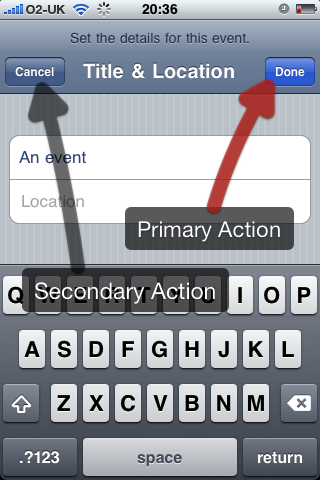 O2-UK 20:36
Set the details for this event.
Cancel Title & Location Done
An event
Location
Primary Action
Secondary Action
Q W E R T Y U I O P
A S D F G H J K L
Z X C V B N M
.?123 space return